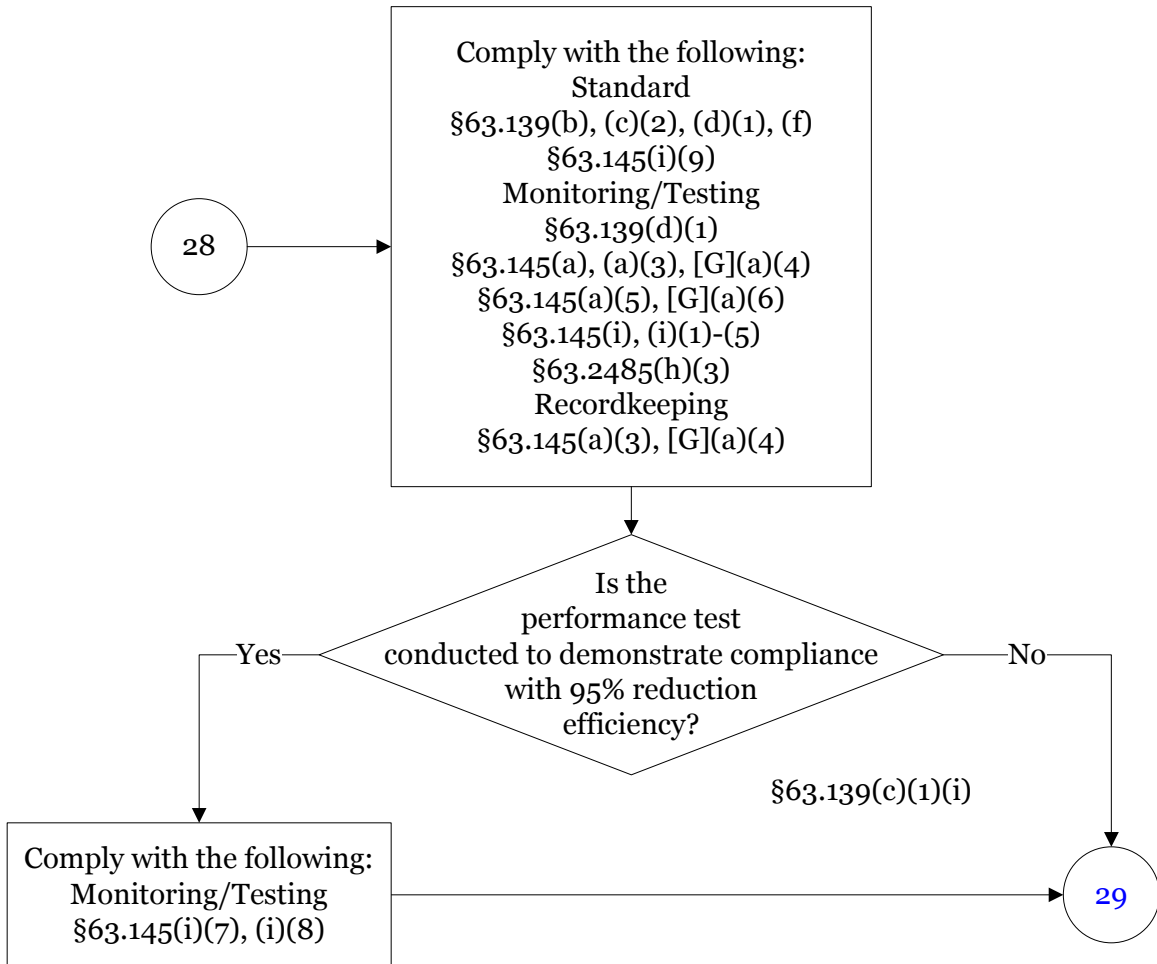 Comply with the following:
Standard
§63.139(b), (c)(2), (d)(1), (f)
§63.145(i)(9)
Monitoring/Testing
§63.139(d)(1)
§63.145(a), (a)(3), [G](a)(4)
§63.145(a)(5), [G](a)(6)
§63.145(i), (i)(1)-(5)
§63.2485(h)(3)
Recordkeeping
§63.145(a)(3), [G](a)(4)
28
Is the
performance test
conducted to demonstrate compliance
with 95% reduction
efficiency?
Yes
No
§63.139(c)(1)(i)
Comply with the following:
Monitoring/Testing
§63.145(i)(7), (i)(8)
29